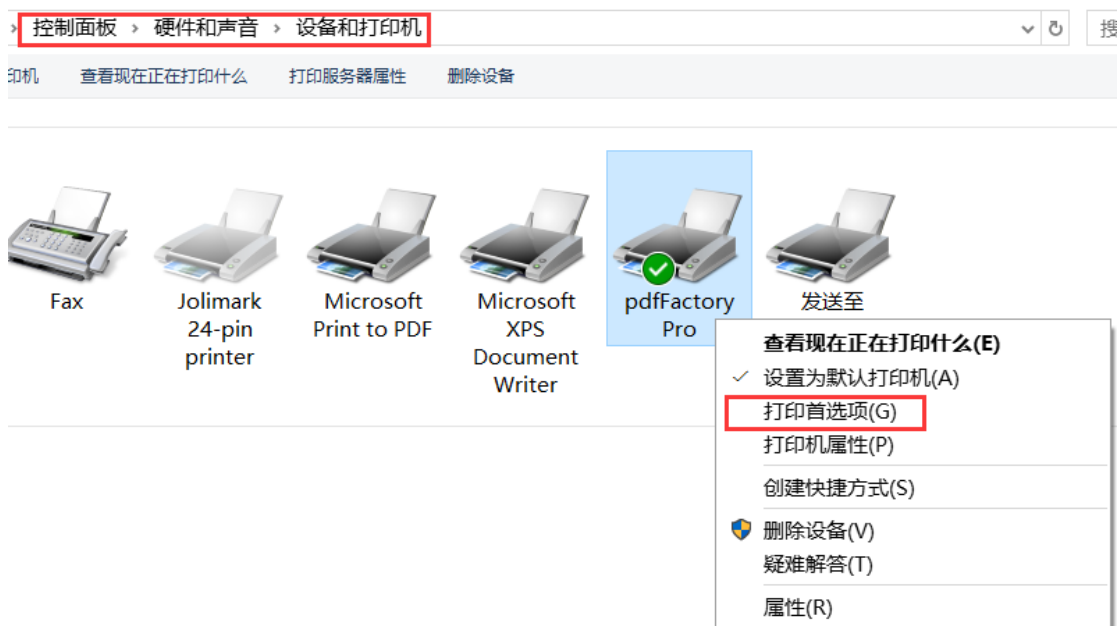 控制面板 › 硬件和声音 › 设备和打印机
搜
印机 查看现在正在打印什么 打印服务器属性 删除设备
Fax
Jolimark
24-pin
printer
Microsoft
Print to PDF
Microsoft
XPS
Document
Writer
pdfFactory
Pro
发送至
查看现在正在打印什么(E)
设置为默认打印机(A)
打印首选项(G)
打印机属性(P)
创建快捷方式(S)
删除设备(V)
疑难解答(T)
属性(R)